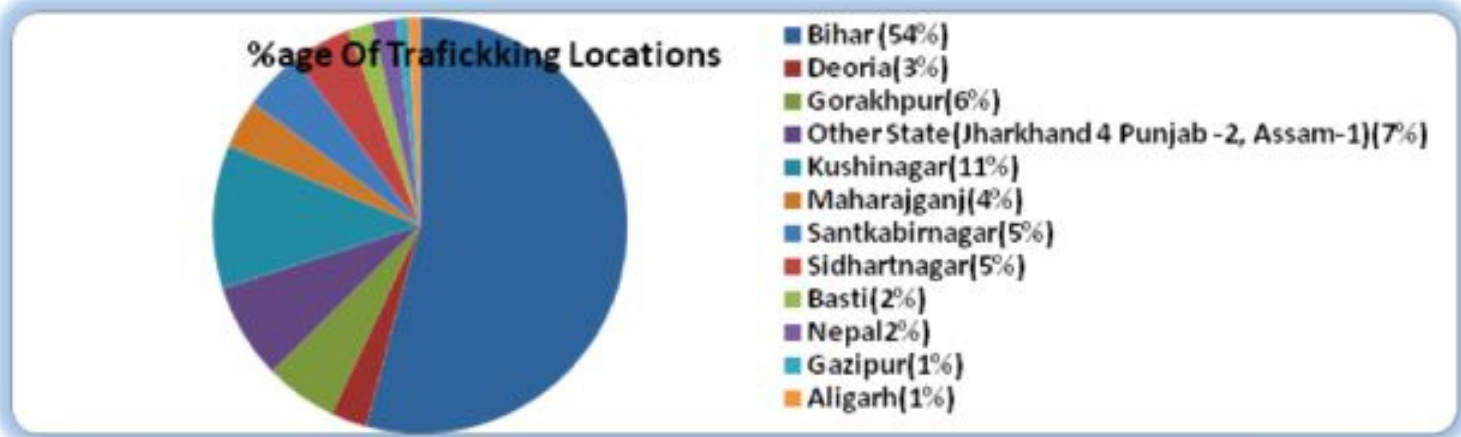 %age Of Trafickking Locations
Bihar (54%)
Deoria(3%)
Gorakhpur(6%)
Other State(Jharkhand 4 Punjab -2, Assam-1)(7%)
Kushinagar(11%)
Maharajganj(4%)
Santkabirnagar(5%)
Sidhartnagar(5%)
Basti(2%)
Nepal2%)
Gazipur(1%)
Aligarh(1%)